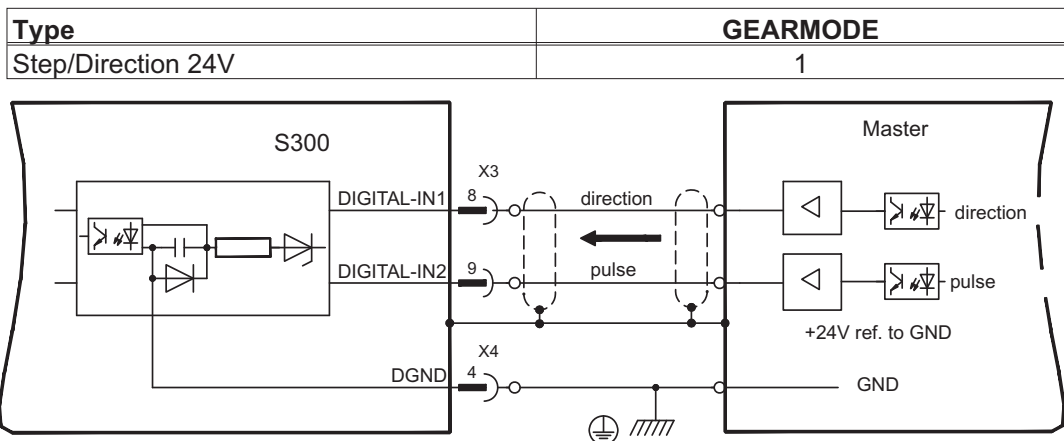 Type GEARMODE
Step/Direction 24V 1
S300
Master
X3
DIGITAL-IN1 8 direction
direction
DIGITAL-IN2 9 pulse
pulse
+24V ref. to GND
X4
DGND 4
GND